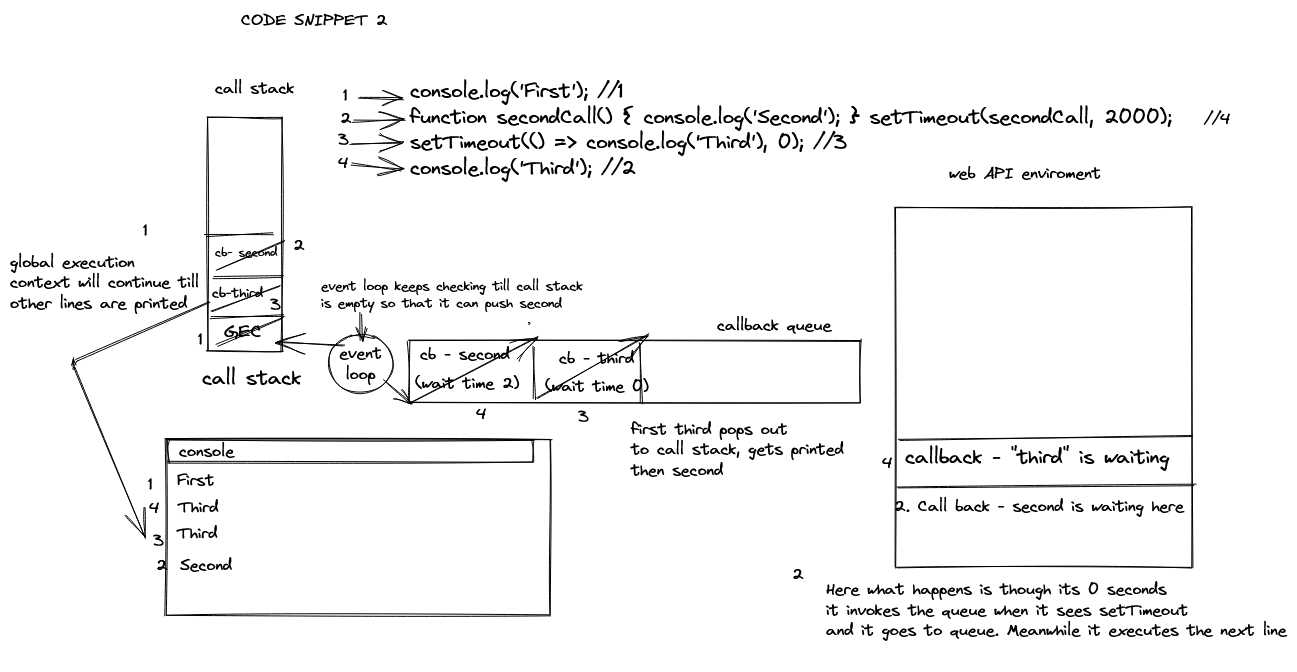 CODE SNIPPET 2
call stack
1 console.log('First'); //1
2 function secondCall() { console.log('Second'); } setTimeout(secondCall, 2000); //4
3 setTimeout(() => console.log('Third'), 0); //3
4 console.log('Third'); //2
web API enviroment
1
global execution
context will continue till
other lines are printed
cb- second
2
cb-third
3
1
GEC
call stack
event loop keeps checking till call stack
is empty so that it can push second
event
loop
callback queue
cb - second
(wait time 2)
4
cb - third
(wait time 0)
3
first third pops out
to call stack, gets printed
then second
console
1 First
4 Third
3 Third
2 Second
4 callback - "third" is waiting
2. Call back - second is waiting here
2
Here what happens is though its 0 seconds
it invokes the queue when it sees setTimeout
and it goes to queue. Meanwhile it executes the next line